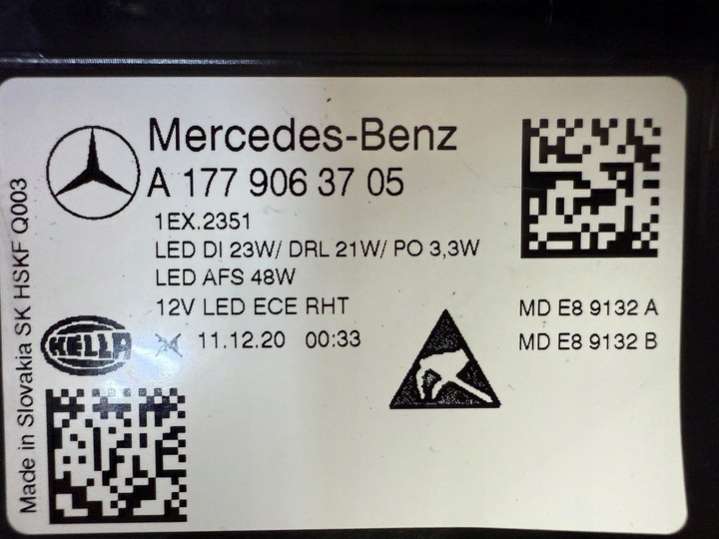 Mercedes-Benz
A 177 906 37 05
1EX.2351
LED DI 23W/ DRL 21W/ PO 3,3W
LED AFS 48W
12V LED ECE RHT
11.12.20 00:33
MD E8 9132 A
MD E8 9132 B
HELLA
Made in Slovakia SK HSKF Q003